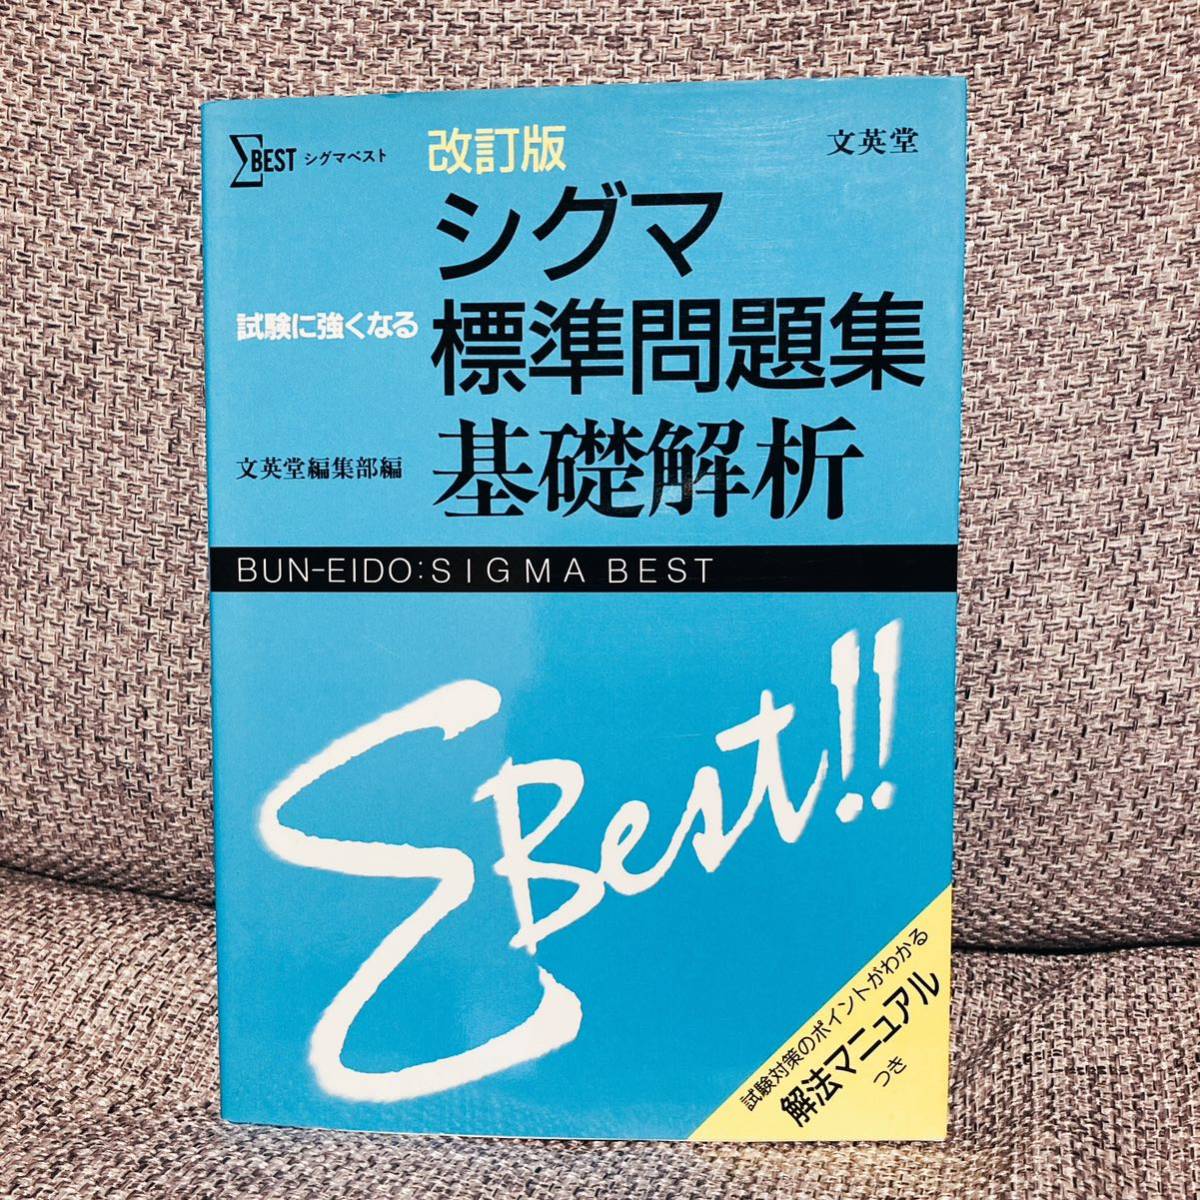 ΣBEST シグマベスト
改訂版
文英堂
シグマ
試験に強くなる
標準問題集
文英堂編集部編
基礎解析
BUN-EIDO:SIGMA BEST
Σ Best!!
試験対策のポイントがわかる
解法マニュアル
つき